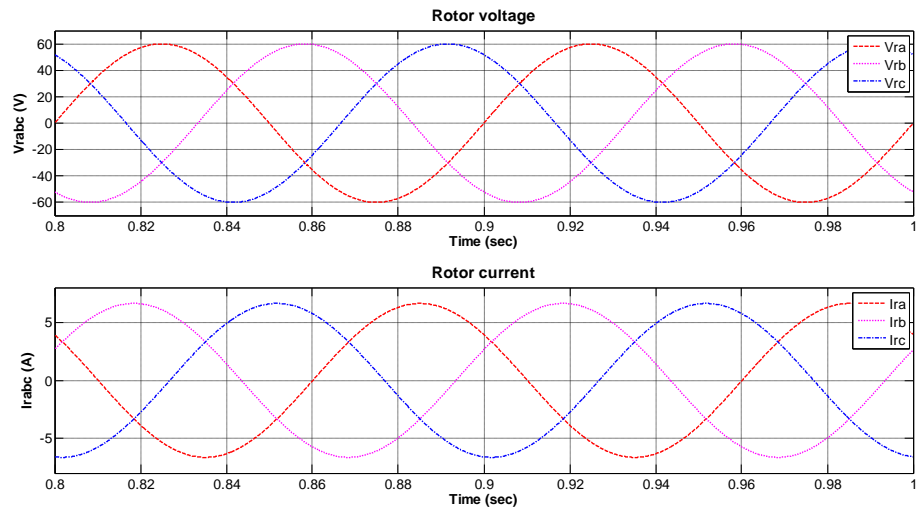 Rotor voltage
Vrabc (V)
60
40
20
0
-20
-40
-60
Vra
Vrb
Vrc
0.8 0.82 0.84 0.86 0.88 0.9 0.92 0.94 0.96 0.98 1
Time (sec)
Rotor current
Irabc (A)
5
0
-5
Ira
Irb
Irc
0.8 0.82 0.84 0.86 0.88 0.9 0.92 0.94 0.96 0.98 1
Time (sec)